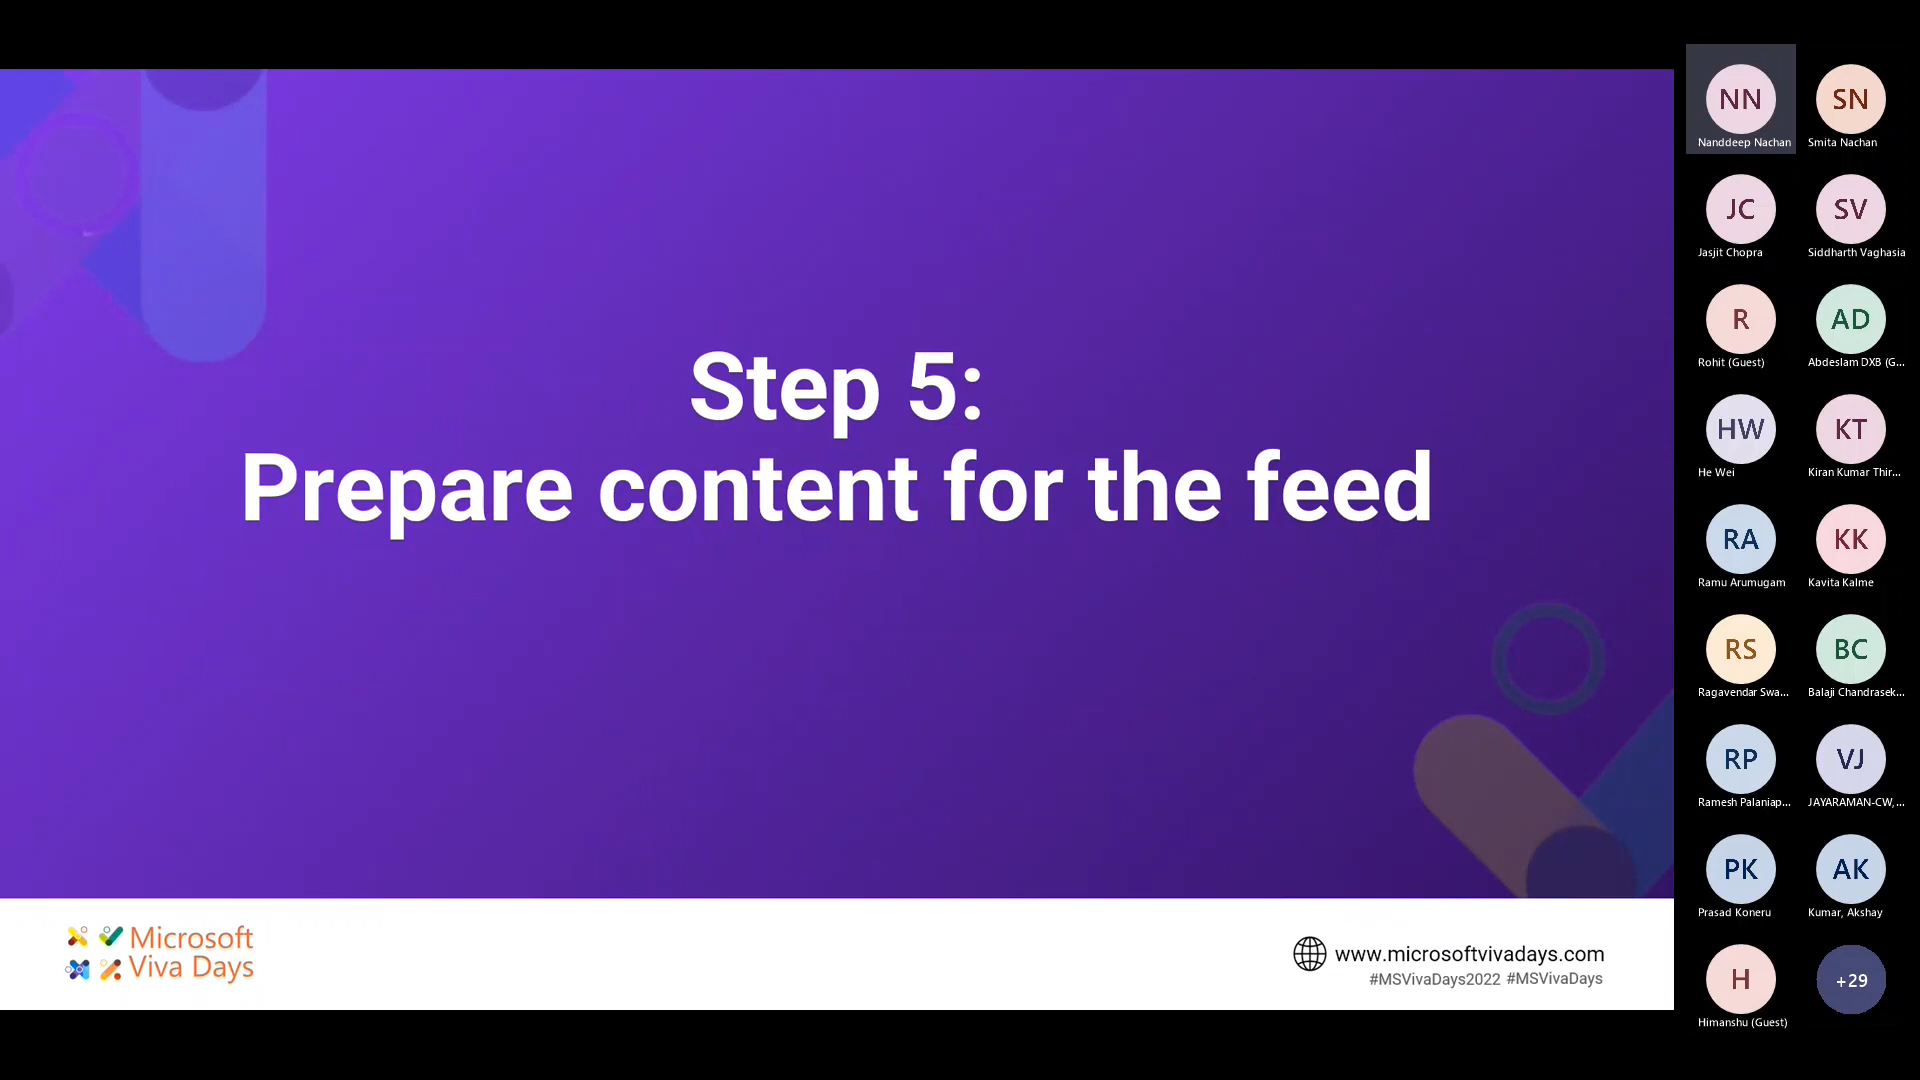 Step 5:
Prepare content for the feed
Microsoft
Viva Days
www.microsoftvivadays.com
#MSVivaDays2022 #MSVivaDays
NN
Nanddeep Nachan
SN
Smita Nachan
JC
Jasjit Chopra
SV
Siddharth Vaghasia
R
Rohit (Guest)
AD
Abdeslam DXB (G...
HW
He Wei
KT
Kiran Kumar Thir...
RA
Ramu Arumugam
KK
Kavita Kalme
RS
Ragavendar Swa...
BC
Balaji Chandrasek...
RP
Ramesh Palaniap...
VJ
JAYARAMAN-CW,...
PK
Prasad Koneru
AK
Kumar, Akshay
H
Himanshu (Guest)
+29